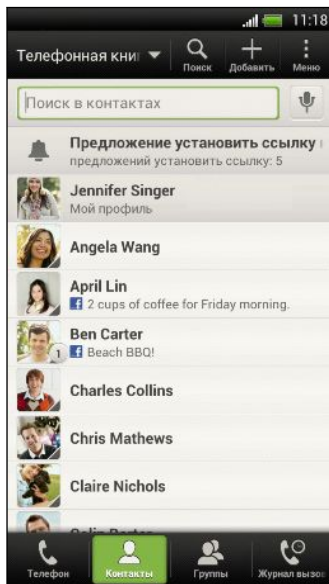 11:18
Телефонная кни
Поиск
Добавить
Меню
Поиск в контактах
Предложение установить ссылку
предложений установить ссылку: 5
Jennifer Singer
Мой профиль
Angela Wang
April Lin
2 cups of coffee for Friday morning.
Ben Carter
1
Beach BBQ!
Charles Collins
Chris Mathews
Claire Nichols
Телефон
Контакты
Группы
Журнал вызо